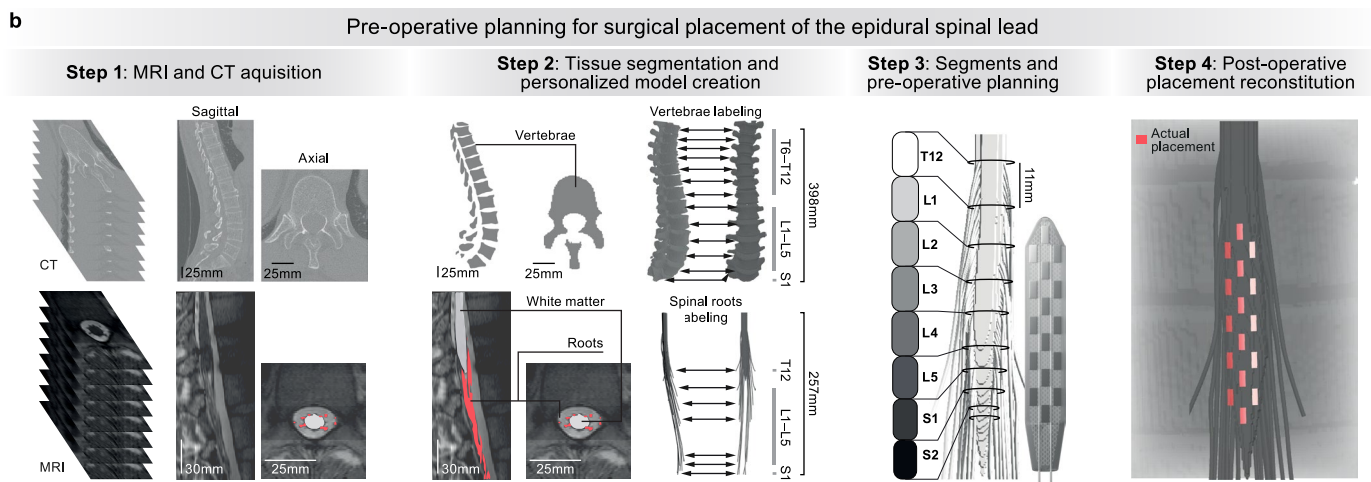 b
Pre-operative planning for surgical placement of the epidural spinal lead
Step 1: MRI and CT aquisition
Step 2: Tissue segmentation and
personalized model creation
Step 3: Segments and
pre-operative planning
Step 4: Post-operative
placement reconstitution
Sagittal
Axial
CT
25mm
25mm
MRI
30mm
25mm
Vertebrae
25mm
25mm
Vertebrae labeling
T6–T12
L1–L5
S1
398mm
White matter
Roots
30mm
25mm
Spinal roots
labeling
T12
L1–L5
S1
257mm
T12
L1
L2
L3
L4
L5
S1
S2
11mm
Actual
placement